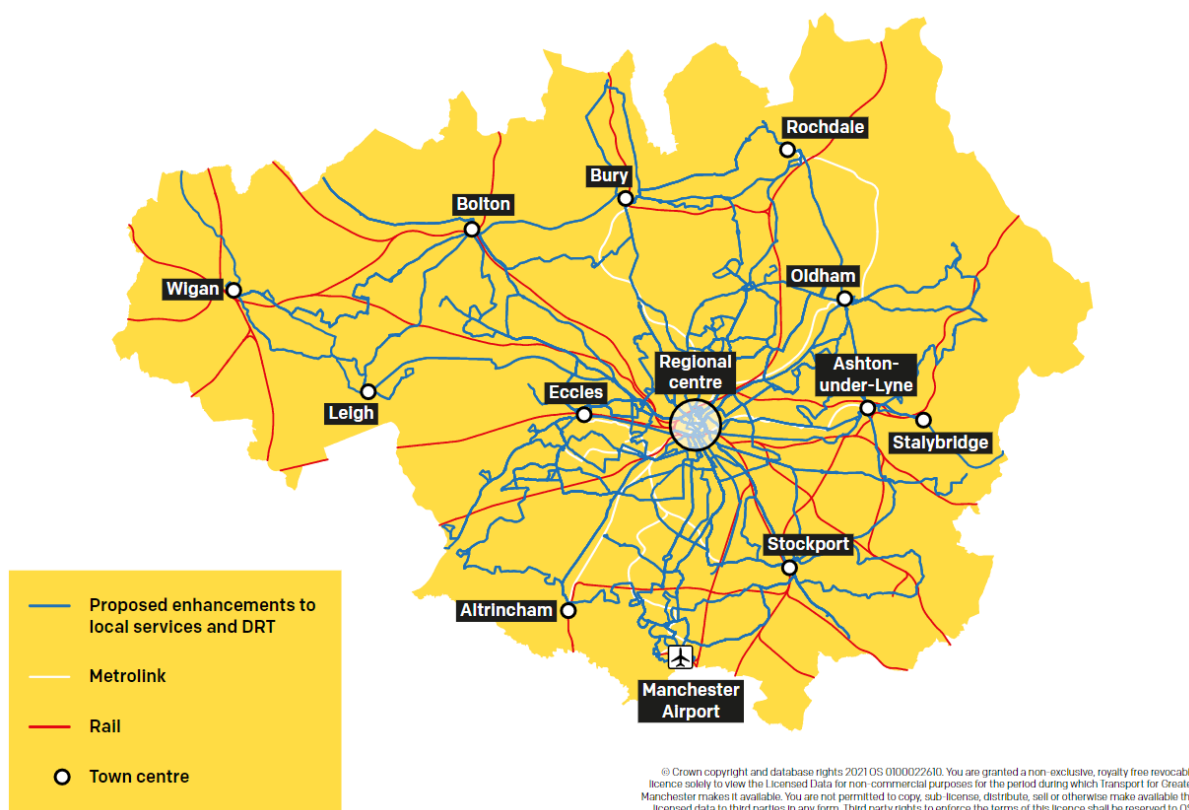 Rochdale
Bury
Bolton
Oldham
Wigan
Regional
centre
Ashton-
under-Lyne
Eccles
Leigh
Stalybridge
Stockport
Altrincham
Manchester
Airport
Proposed enhancements to
local services and DRT
Metrolink
Rail
Town centre
© Crown copyright and database rights 2021 OS 0100022610. You are granted a non-exclusive, royalty free revocabl
licence solely to view the Licensed Data for non-commercial purposes for the period during which Transport for Greate
Manchester makes it available. You are not permitted to copy, sub-license, distribute, sell or otherwise make available th
licensed data to third parties in any form. Third party rights to enforce the terms of this licence shall be reserved to OS